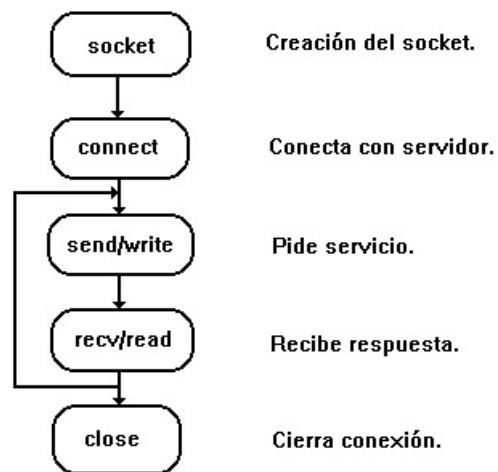 socket
Creación del socket.
connect
Conecta con servidor.
send/write
Pide servicio.
recv/read
Recibe respuesta.
close
Cierra conexión.